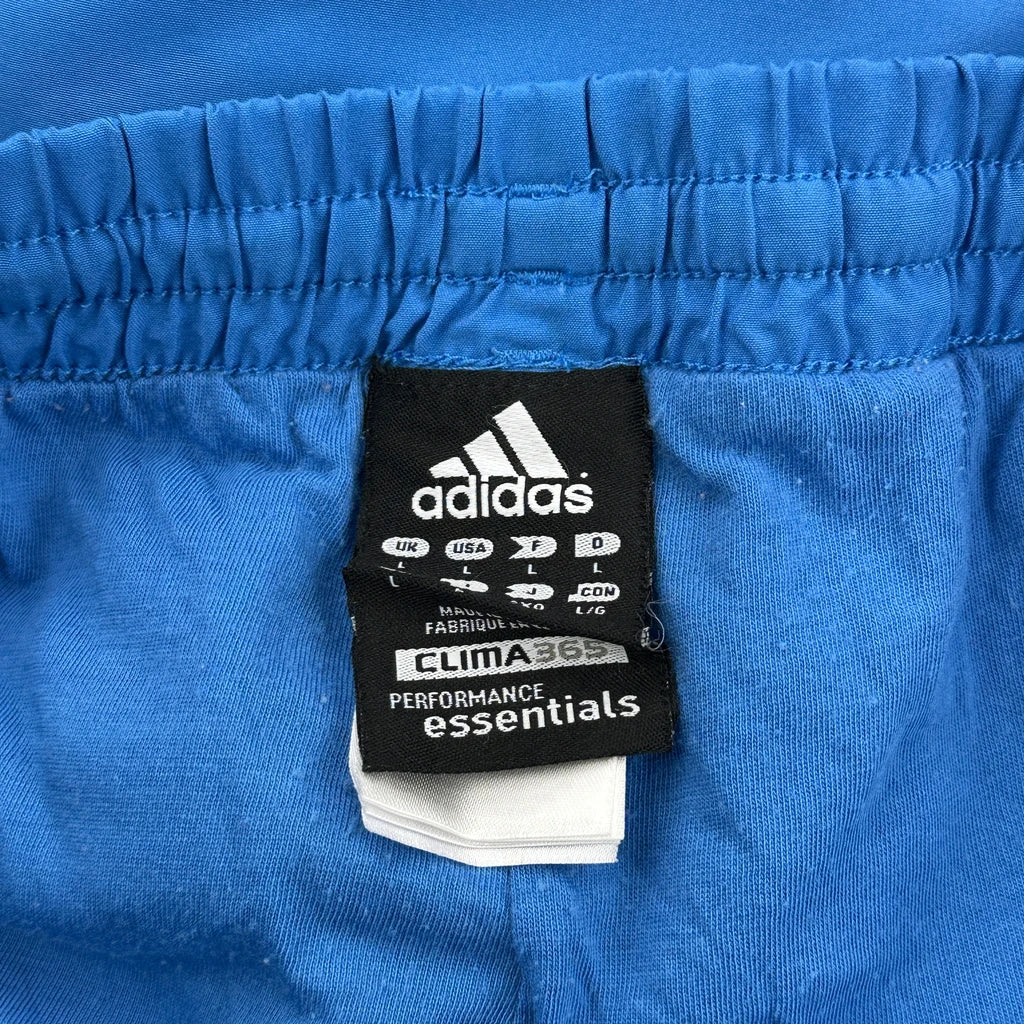 adidas
UK USA F D
L L L L
L J CON
L/G
FABRIQUE EN
CLIMA365
PERFORMANCE
essentials